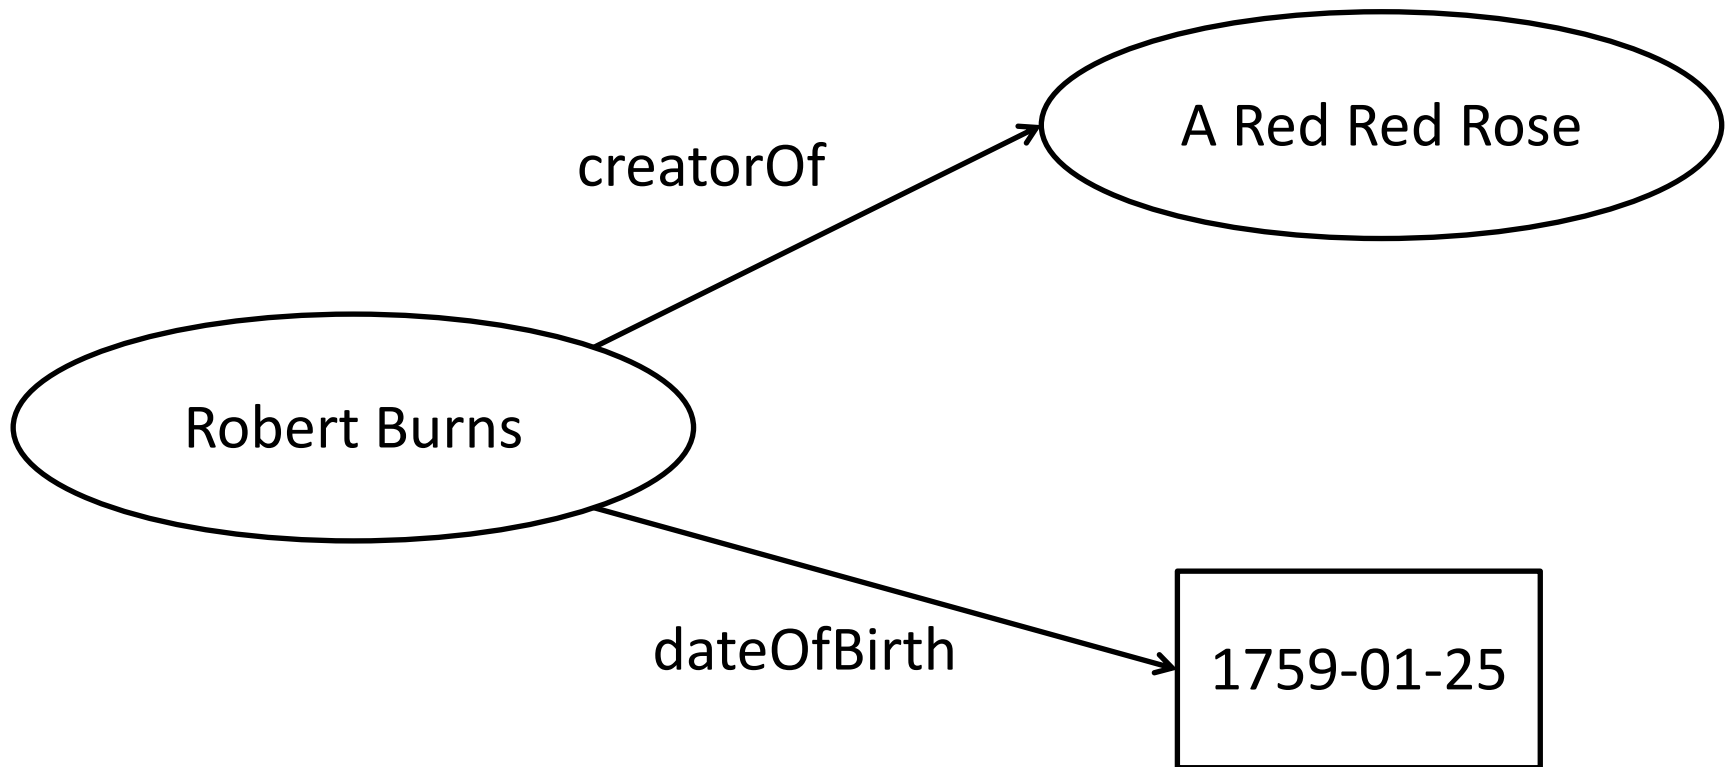 A Red Red Rose
creatorOf
Robert Burns
dateOfBirth
1759-01-25